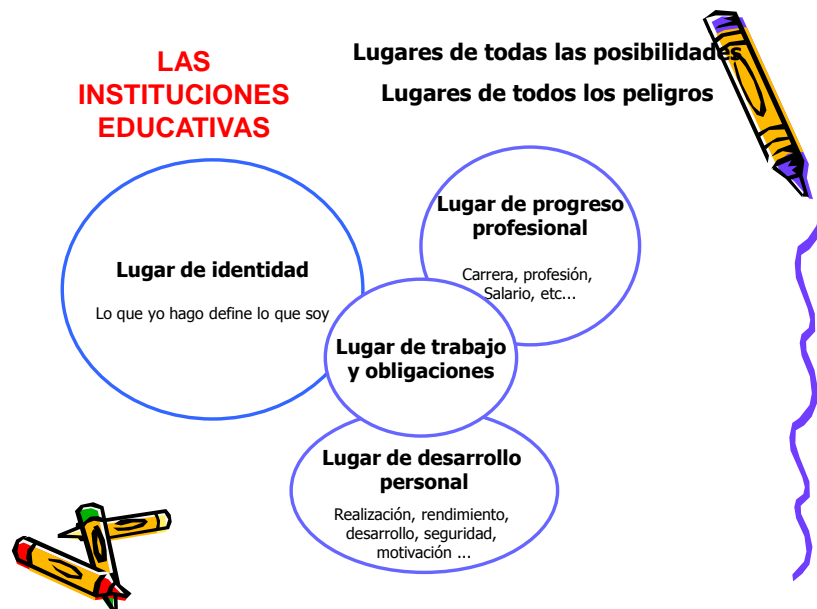 LAS
INSTITUCIONES
EDUCATIVAS
Lugares de todas las posibilidades
Lugares de todos los peligros
Lugar de identidad
Lo que yo hago define lo que soy
Lugar de progreso
profesional
Carrera, profesión,
Salario, etc...
Lugar de trabajo
y obligaciones
Lugar de desarrollo
personal
Realización, rendimiento,
desarrollo, seguridad,
motivación ...